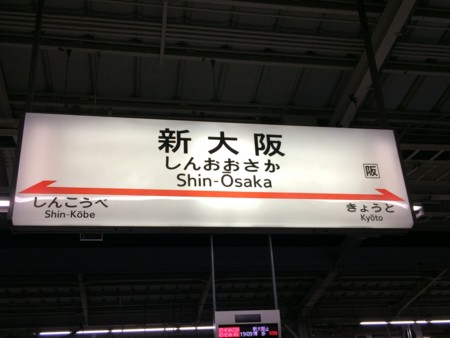 新大阪
しんおおさか
Shin-Ōsaka
阪
しんこうべ
Shin-Kōbe
きょうと
Kyōto